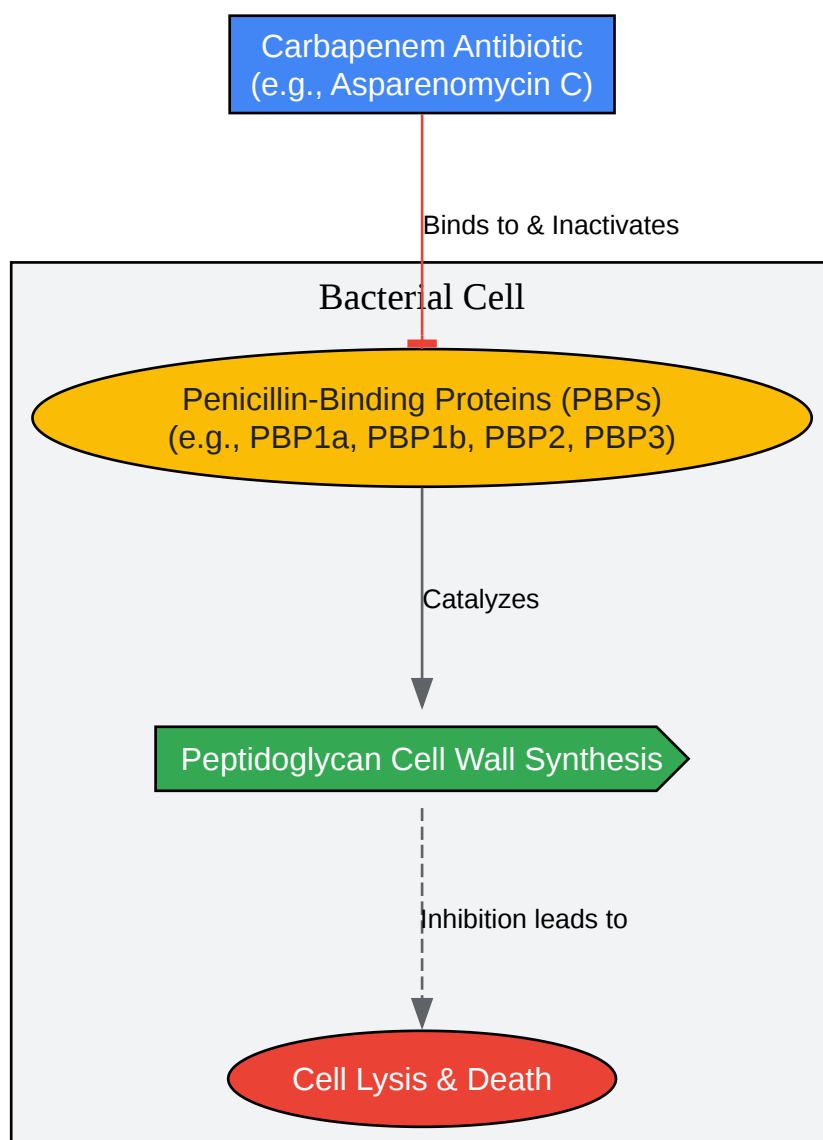 Carbapenem Antibiotic
(e.g., Asparenomycin C)
Binds to & Inactivates
Bacterial Cell
Penicillin-Binding Proteins (PBPs)
(e.g., PBP1a, PBP1b, PBP2, PBP3)
Catalyzes
Peptidoglycan Cell Wall Synthesis
Inhibition leads to
Cell Lysis & Death